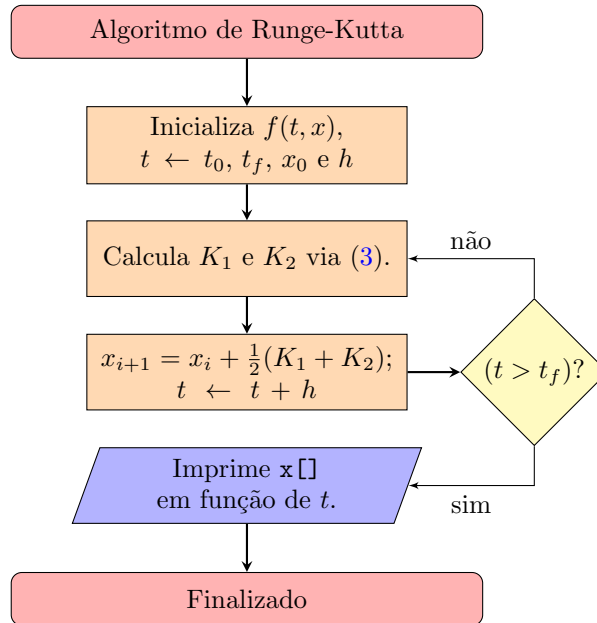 Algoritmo de Runge-Kutta
Inicializa f(t, x),
t ← t₀, t_f, x₀ e h
Calcula K₁ e K₂ via (3).
não
x_{i+1} = x_i + ½(K₁ + K₂);
t ← t + h
(t > t_f)?
Imprime x[]
em função de t.
sim
Finalizado